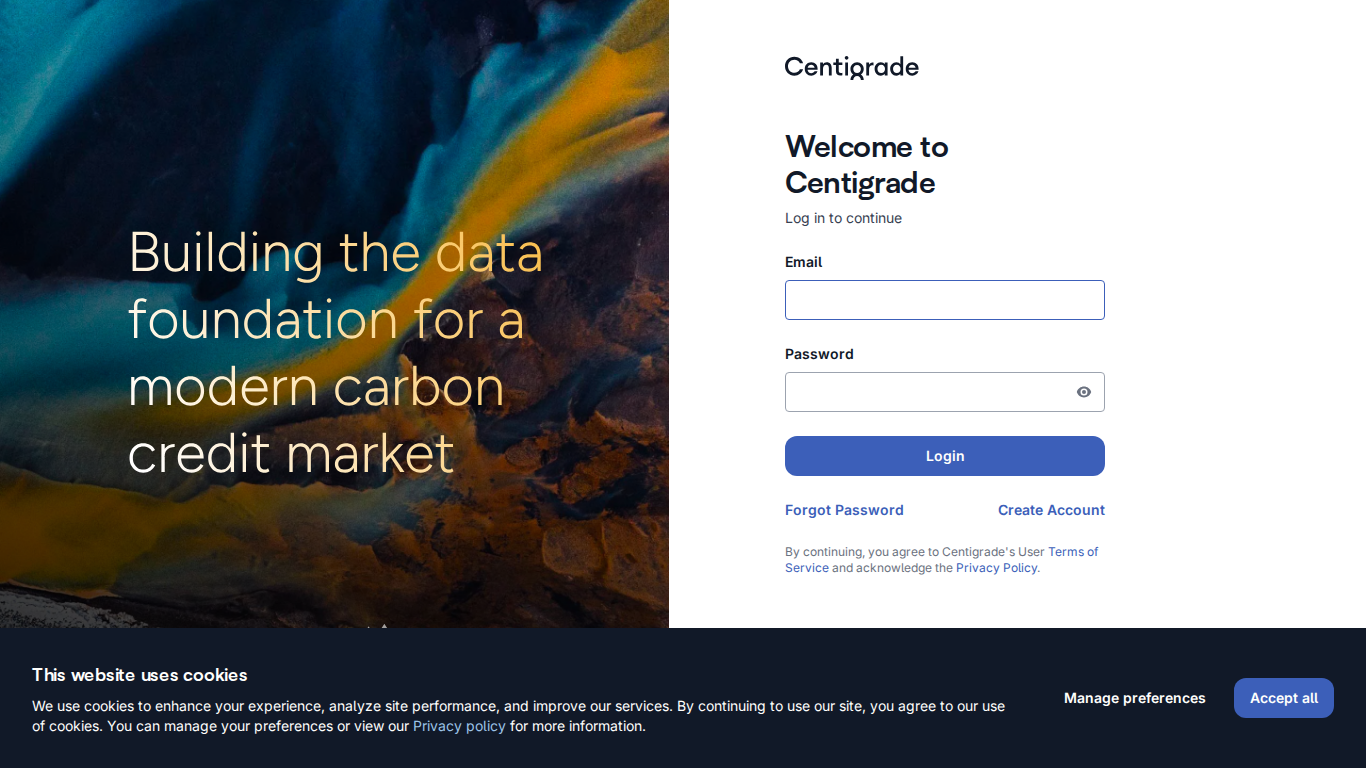 Building the data
foundation for a
modern carbon
credit market
Centigrade
Welcome to
Centigrade
Log in to continue
Email
Password
Login
Forgot Password
Create Account
By continuing, you agree to Centigrade's User Terms of
Service and acknowledge the Privacy Policy.
This website uses cookies
We use cookies to enhance your experience, analyze site performance, and improve our services. By continuing to use our site, you agree to our use
of cookies. You can manage your preferences or view our Privacy policy for more information.
Manage preferences
Accept all